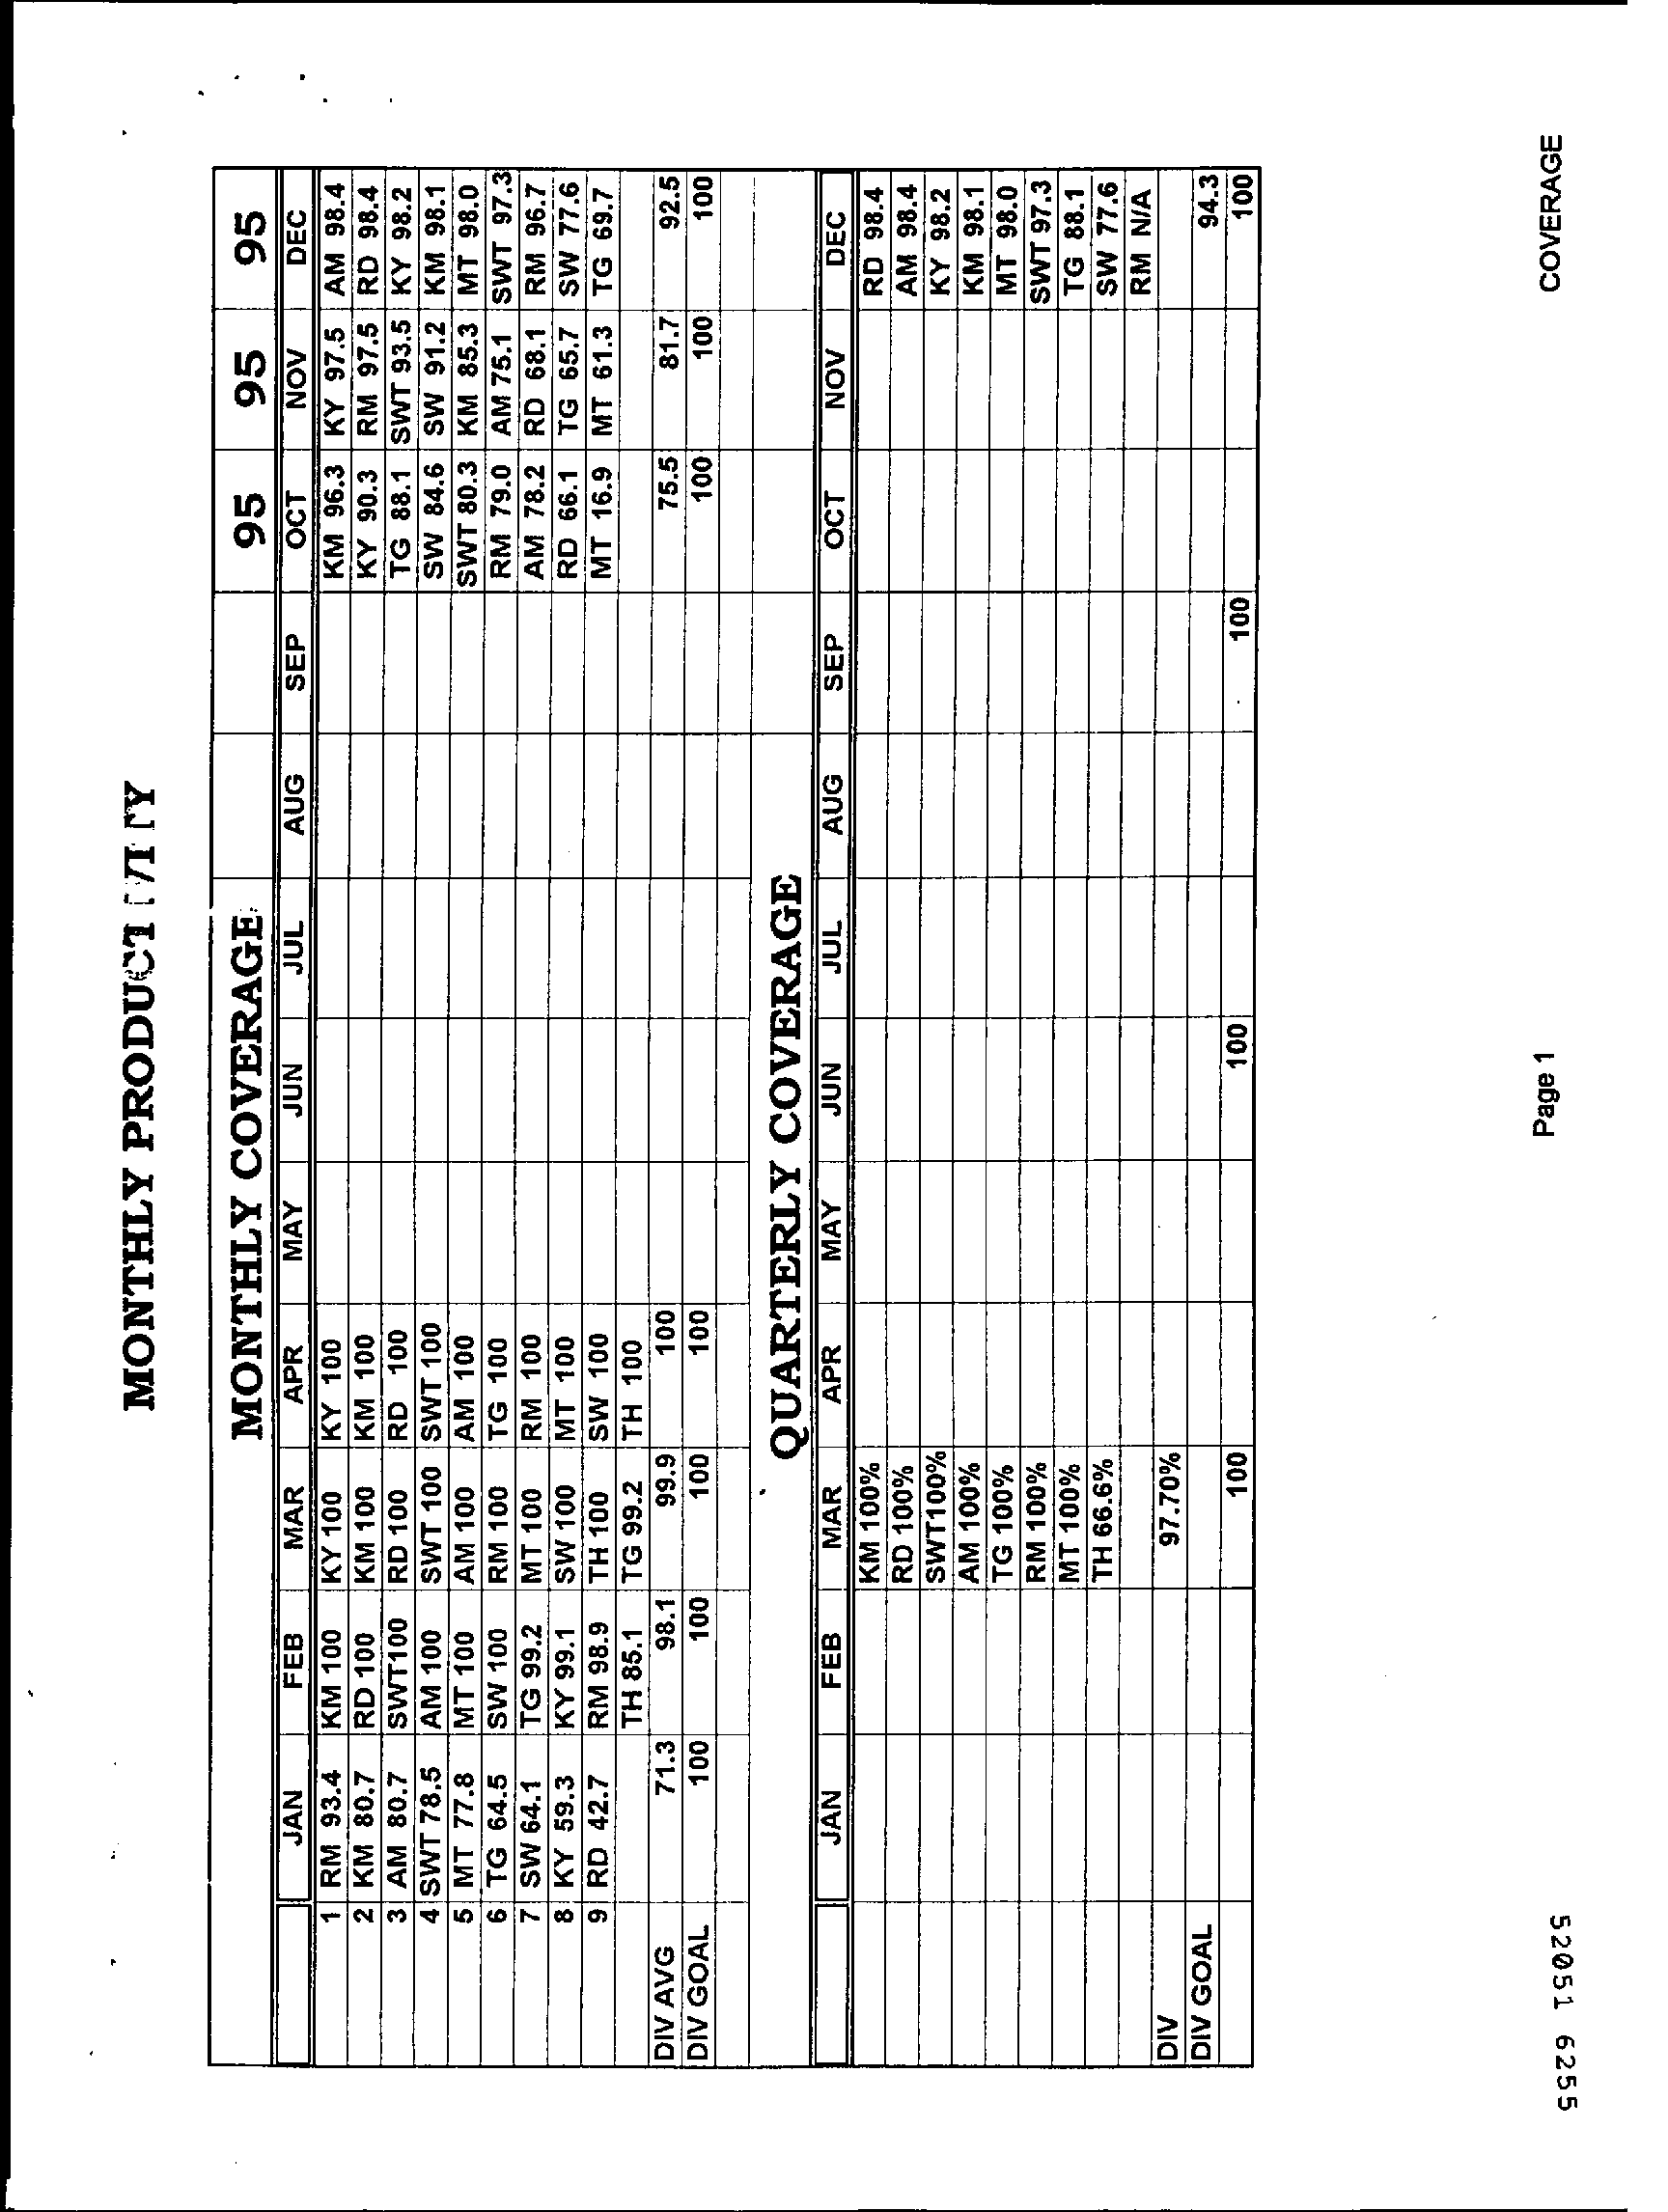 MONTHLY PRODUCTIVITY
MONTHLY COVERAGE 95 95 95
JAN FEB MAR APR MAY JUN JUL AUG SEP OCT NOV DEC
1 RM 93.4 KM 100 KY 100 KY 100 KM 96.3 KY 97.5 AM 98.4
2 KM 80.7 RD 100 KM 100 KM 100 KY 90.3 RM 97.5 RD 98.4
3 AM 80.7 SWT100 RD 100 RD 100 TG 88.1 SWT 93.5 KY 98.2
4 SWT 78.5 AM 100 SWT 100 SWT 100 SW 84.6 SW 91.2 KM 98.1
5 MT 77.8 MT 100 AM 100 AM 100 SWT 80.3 KM 85.3 MT 98.0
6 TG 64.5 SW 100 RM 100 TG 100 RM 79.0 AM 75.1 SWT 97.3
7 SW 64.1 TG 99.2 MT 100 RM 100 AM 78.2 RD 68.1 RM 96.7
8 KY 59.3 KY 99.1 SW 100 MT 100 RD 66.1 TG 65.7 SW 77.6
9 RD 42.7 RM 98.9 TH 100 SW 100 MT 16.9 MT 61.3 TG 69.7
TH 85.1 TG 99.2 TH 100
DIV AVG 71.3 98.1 99.9 100 75.5 81.7 92.5
DIV GOAL 100 100 100 100 100 100 100
QUARTERLY COVERAGE
JAN FEB MAR APR MAY JUN JUL AUG SEP OCT NOV DEC
KM 100% RD 98.4
RD 100% AM 98.4
SWT100% KY 98.2
AM 100% KM 98.1
TG 100% MT 98.0
RM 100% SWT 97.3
MT 100% TG 88.1
TH 66.6% SW 77.6
RM N/A
DIV 97.70%
DIV GOAL 94.3
100 100 100 100
Page 1
COVERAGE
52051 6255